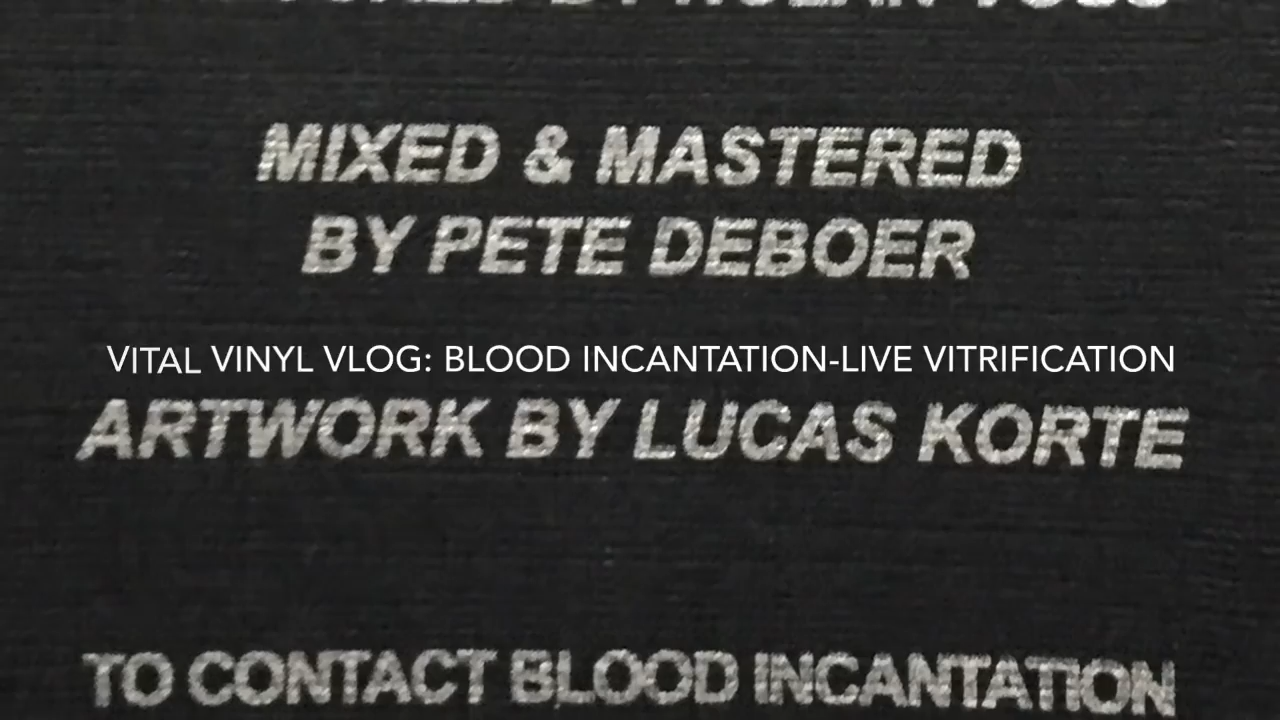 MIXED & MASTERED
BY PETE DEBOER
VITAL VINYL VLOG: BLOOD INCANTATION-LIVE VITRIFICATION
ARTWORK BY LUCAS KORTE
TO CONTACT BLOOD INCANTATION